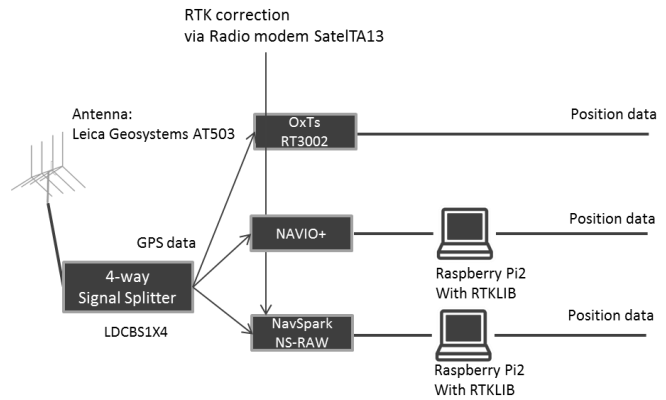 RTK correction
via Radio modem SatelTA13
Antenna:
Leica Geosystems AT503
OxTs
RT3002
Position data
GPS data
NAVIO+
Position data
4-way
Signal Splitter
LDCBS1X4
Raspberry Pi2
With RTKLIB
NavSpark
NS-RAW
Position data
Raspberry Pi2
With RTKLIB